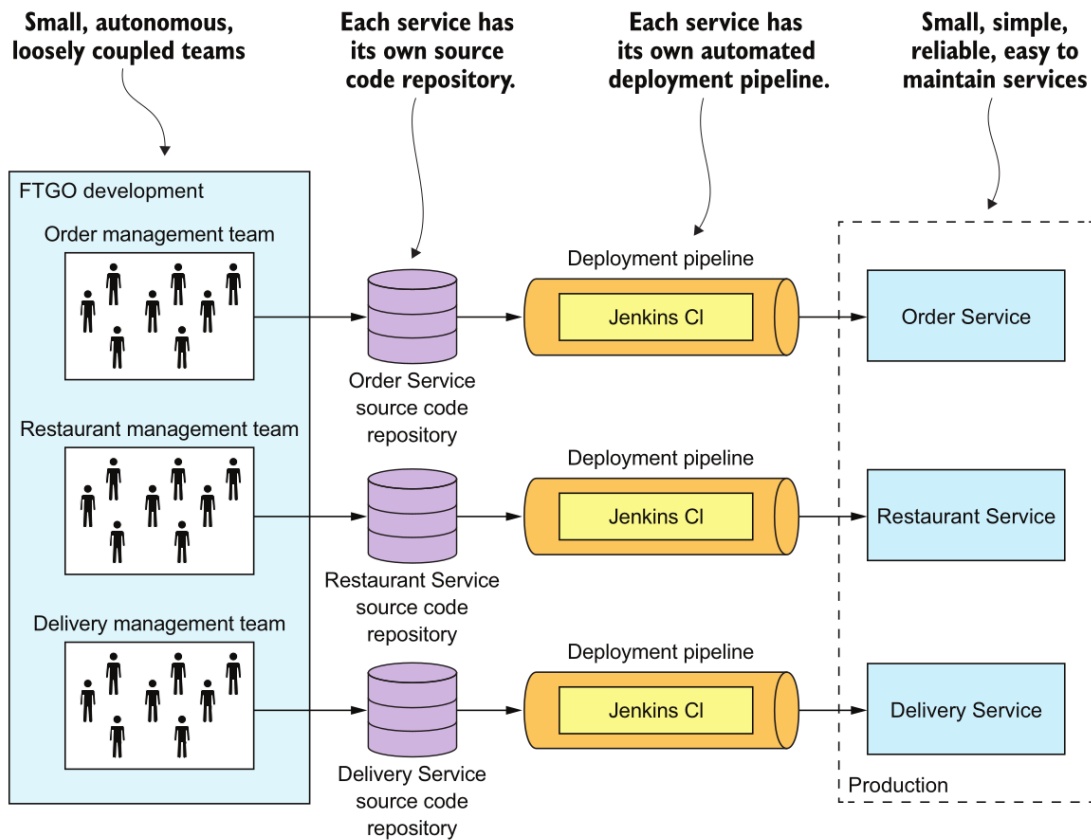 Small, autonomous,
loosely coupled teams
Each service has
its own source
code repository.
Each service has
its own automated
deployment pipeline.
Small, simple,
reliable, easy to
maintain services
FTGO development
Order management team
Deployment pipeline
Jenkins CI
Order Service
Order Service
source code
repository
Restaurant management team
Deployment pipeline
Jenkins CI
Restaurant Service
Restaurant Service
source code
repository
Delivery management team
Deployment pipeline
Jenkins CI
Delivery Service
Delivery Service
source code
repository
Production